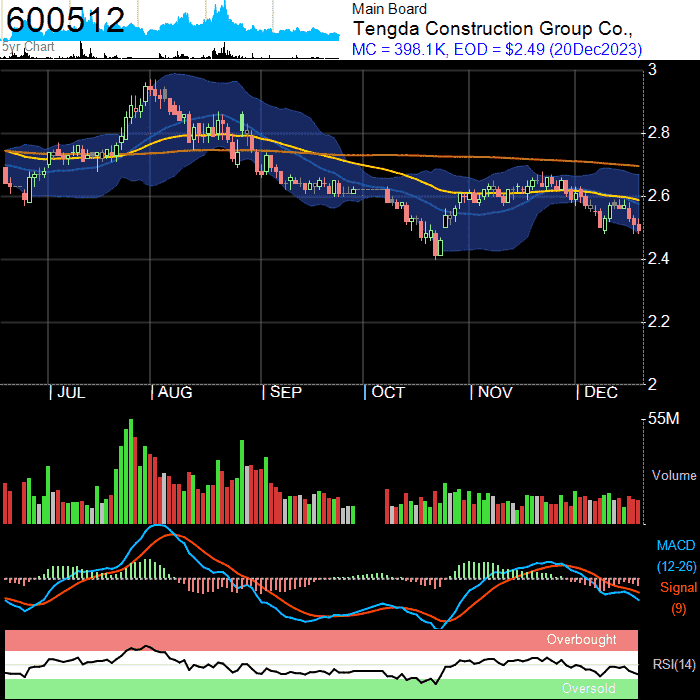 600512
5yr Chart
Main Board
Tengda Construction Group Co.,
MC = 398.1K, EOD = $2.49 (20Dec2023)
3
2.8
2.6
2.4
2.2
2
JUL AUG SEP OCT NOV DEC
55M
Volume
MACD
(12-26)
Signal
(9)
Overbought
RSI(14)
Oversold